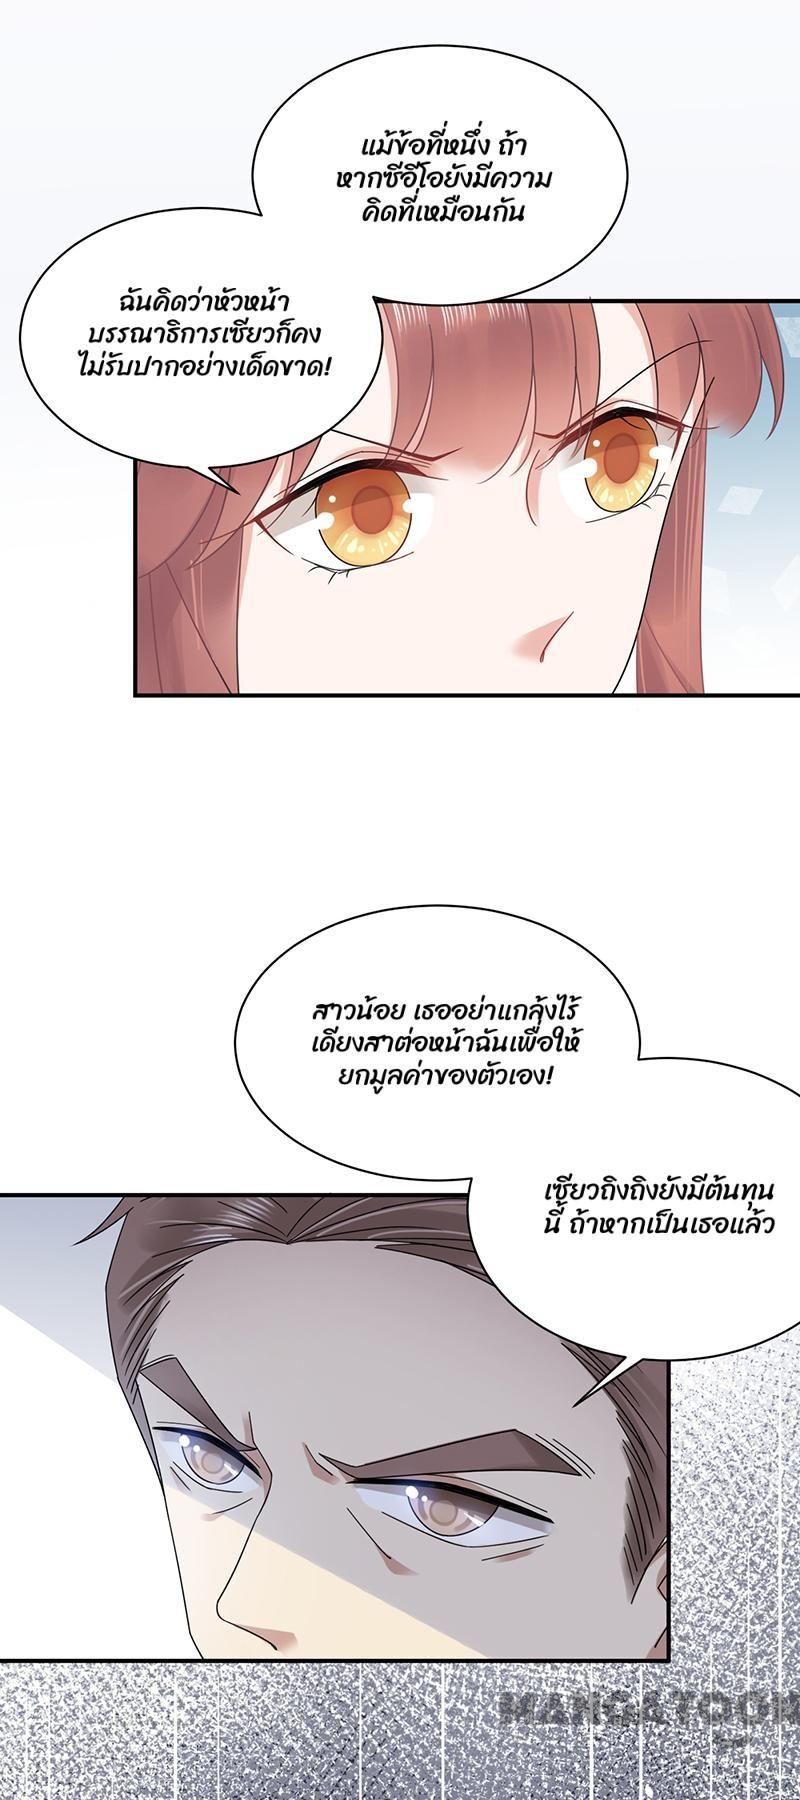 แม้ข้อที่หนึ่ง ถ้า
หากซีอีโอยังมีความ
คิดที่เหมือนกัน
ฉันคิดว่าหัวหน้า
บรรณาธิการเซียวก็คง
ไม่รับปากอย่างเด็ดขาด!
สาวน้อย เธออย่าแกล้งไร้
เดียงสาต่อหน้าฉันเพื่อให้
ยกมูลค่าของตัวเอง!
เซียวถิงถิงยังมีต้นทุน
นี้ ถ้าหากเป็นเธอแล้ว
MANGATOON